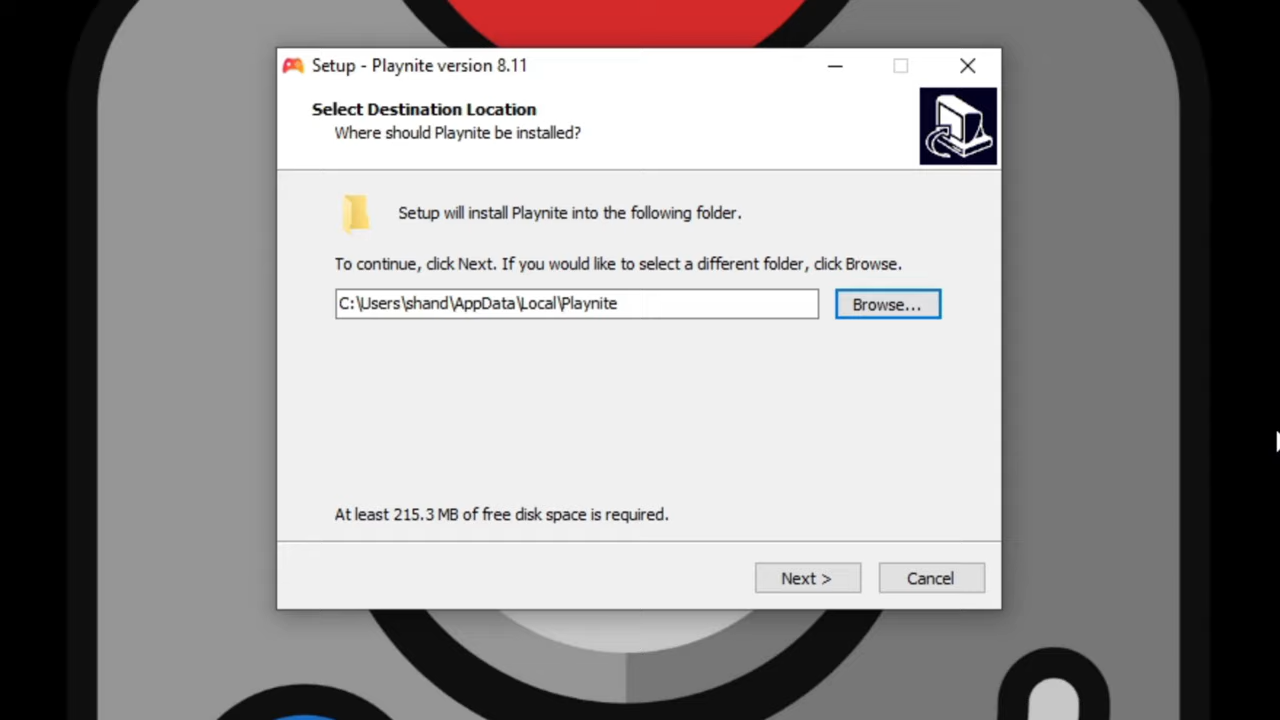 Setup - Playnite version 8.11
Select Destination Location
Where should Playnite be installed?
Setup will install Playnite into the following folder.
To continue, click Next. If you would like to select a different folder, click Browse.
C:\Users\shand\AppData\Local\Playnite
Browse...
At least 215.3 MB of free disk space is required.
Next >
Cancel